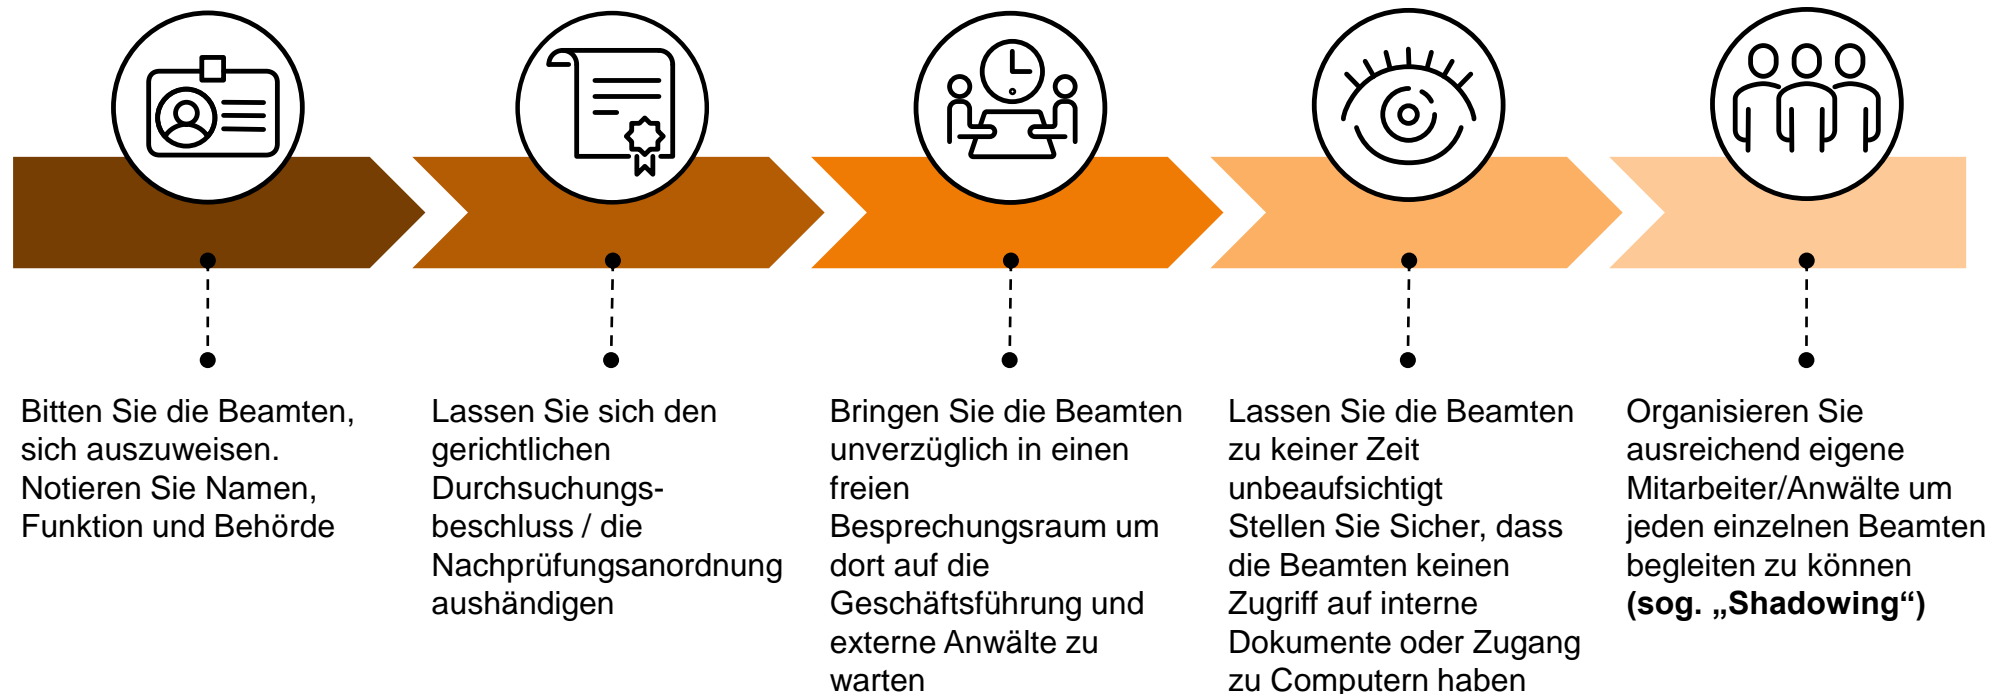 Bitten Sie die Beamten,
sich auszuweisen.
Notieren Sie Namen,
Funktion und Behörde
Lassen Sie sich den
gerichtlichen
Durchsuchungs-
beschluss / die
Nachprüfungsanordnung
aushändigen
Bringen Sie die Beamten
unverzüglich in einen
freien
Besprechungsraum um
dort auf die
Geschäftsführung und
externe Anwälte zu
warten
Lassen Sie die Beamten
zu keiner Zeit
unbeaufsichtigt
Stellen Sie Sicher, dass
die Beamten keinen
Zugriff auf interne
Dokumente oder Zugang
zu Computern haben
Organisieren Sie
ausreichend eigene
Mitarbeiter/Anwälte um
jeden einzelnen Beamten
begleiten zu können
(sog. „Shadowing“)